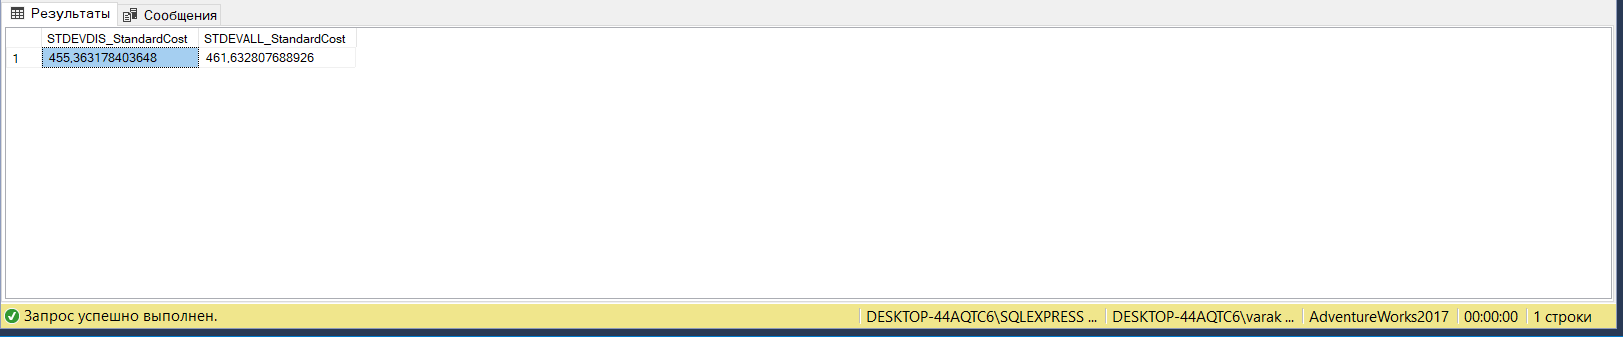 Результаты Сообщения
STDEVDIS_StandardCost STDEVALL_StandardCost
1 455,363178403648 461,632807688926
Запрос успешно выполнен. DESKTOP-44AQTC6\SQLEXPRESS ... DESKTOP-44AQTC6\varak ... AdventureWorks2017 00:00:00 1 строки